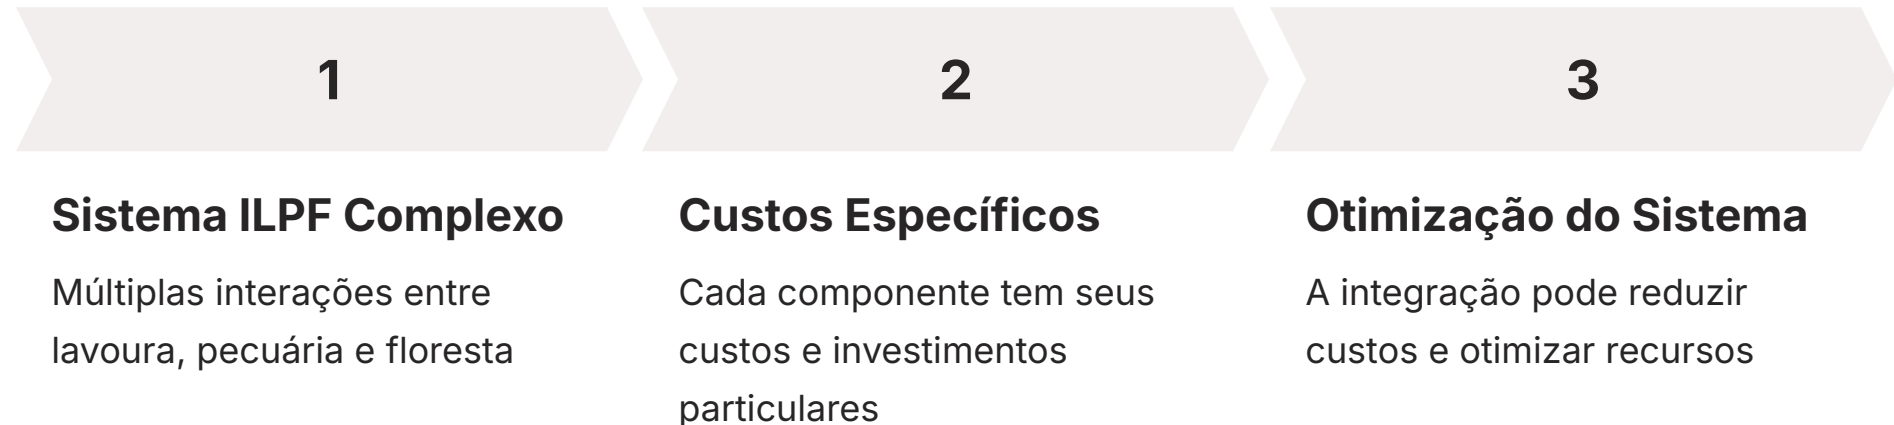 1
Sistema ILPF Complexo
Múltiplas interações entre
lavoura, pecuária e floresta
2
Custos Específicos
Cada componente tem seus
custos e investimentos
particulares
3
Otimização do Sistema
A integração pode reduzir
custos e otimizar recursos